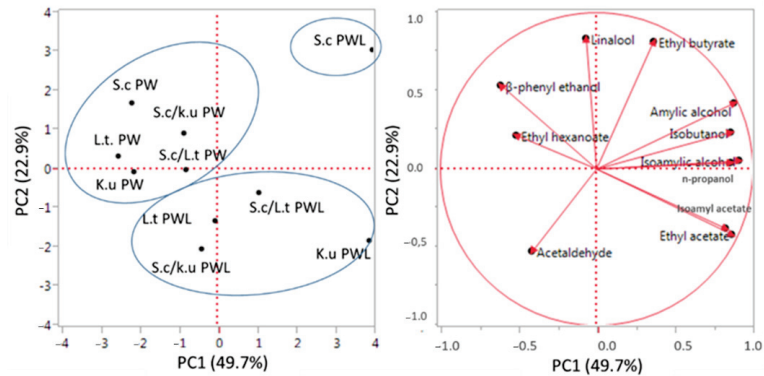 4
3
2
1
0
−1
−2
−3
−4
PC2 (22.9%)
S.c PWL
S.c PW
S.c/k.u PW
L.t. PW
S.c/L.t PW
K.u PW
L.t PWL
S.c/L.t PWL
S.c/k.u PWL
K.u PWL
−4 −3 −2 −1 0 1 2 3 4
PC1 (49.7%)
1.0
0.5
0.0
−0.5
−1.0
PC2 (22.9%)
Linalool
Ethyl butyrate
β-phenyl ethanol
Amylic alcohol
Ethyl hexanoate
Isobutanol
Isoamylic alcohol
n-propanol
Isoamyl acetate
Ethyl acetate
Acetaldehyde
−1.0 −0.5 0.0 0.5 1.0
PC1 (49.7%)